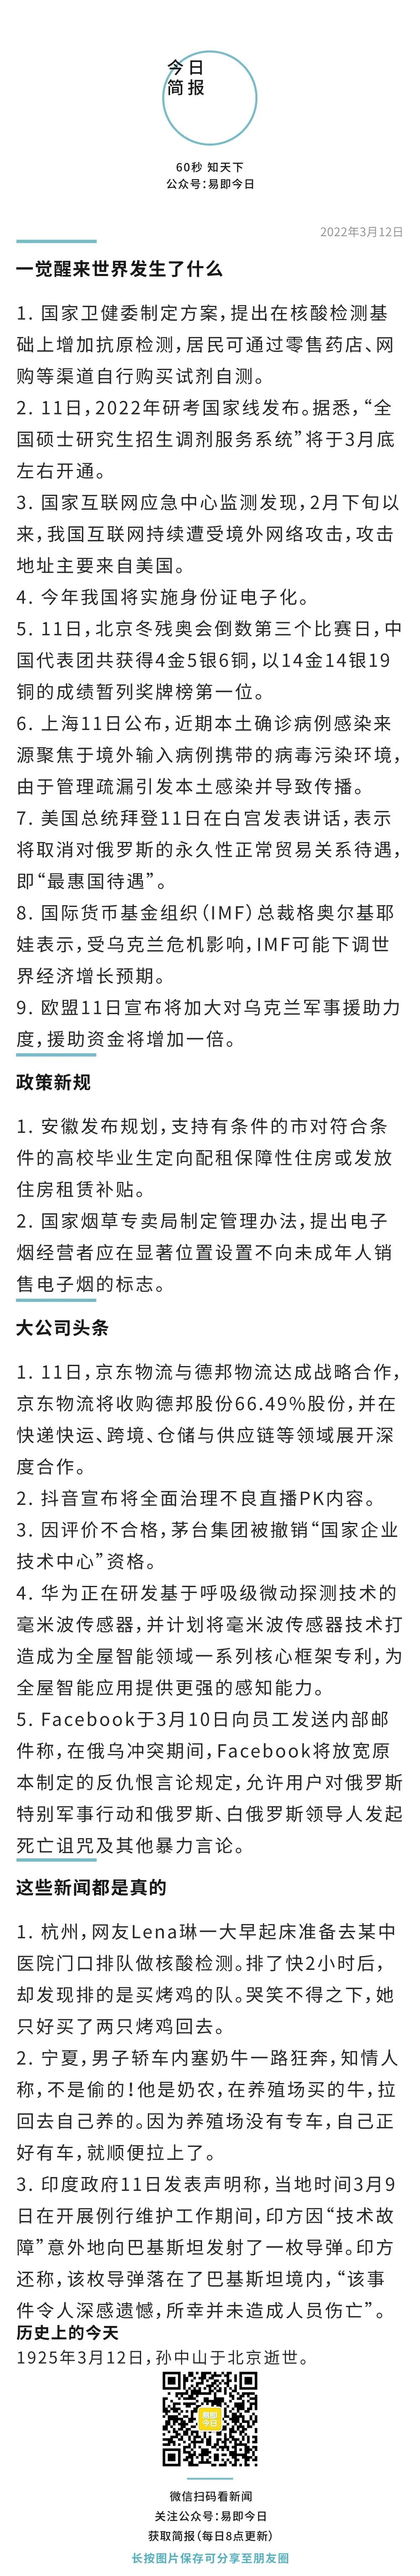 今日
简报
60秒 知天下
公众号：易即今日
2022年3月12日
一觉醒来世界发生了什么
1. 国家卫健委制定方案，提出在核酸检测基
础上增加抗原检测，居民可通过零售药店、网
购等渠道自行购买试剂自测。
2. 11日，2022年研考国家线发布。据悉，“全
国硕士研究生招生调剂服务系统”将于3月底
左右开通。
3. 国家互联网应急中心监测发现，2月下旬以
来，我国互联网持续遭受境外网络攻击，攻击
地址主要来自美国。
4. 今年我国将实施身份证电子化。
5. 11日，北京冬残奥会倒数第三个比赛日，中
国代表团共获得4金5银6铜，以14金14银19
铜的成绩暂列奖牌榜第一位。
6. 上海11日公布，近期本土确诊病例感染来
源聚焦于境外输入病例携带的病毒污染环境，
由于管理疏漏引发本土感染并导致传播。
7. 美国总统拜登11日在白宫发表讲话，表示
将取消对俄罗斯的永久性正常贸易关系待遇，
即“最惠国待遇”。
8. 国际货币基金组织（IMF）总裁格奥尔基耶
娃表示，受乌克兰危机影响，IMF可能下调世
界经济增长预期。
9. 欧盟11日宣布将加大对乌克兰军事援助力
度，援助资金将增加一倍。
政策新规
1. 安徽发布规划，支持有条件的市对符合条
件的高校毕业生定向配租保障性住房或发放
住房租赁补贴。
2. 国家烟草专卖局制定管理办法，提出电子
烟经营者应在显著位置设置不向未成年人销
售电子烟的标志。
大公司头条
1. 11日，京东物流与德邦物流达成战略合作，
京东物流将收购德邦股份66.49%股份，并在
快递快运、跨境、仓储与供应链等领域展开深
度合作。
2. 抖音宣布将全面治理不良直播PK内容。
3. 因评价不合格，茅台集团被撤销“国家企业
技术中心”资格。
4. 华为正在研发基于呼吸级微动探测技术的
毫米波传感器，并计划将毫米波传感器技术打
造成为全屋智能领域一系列核心框架专利，为
全屋智能应用提供更强的感知能力。
5. Facebook于3月10日向员工发送内部邮
件称，在俄乌冲突期间，Facebook将放宽原
本制定的反仇恨言论规定，允许用户对俄罗斯
特别军事行动和俄罗斯、白俄罗斯领导人发起
死亡诅咒及其他暴力言论。
这些新闻都是真的
1. 杭州，网友Lena琳一大早起床准备去某中
医院门口排队做核酸检测。排了快2小时后，
却发现排的是买烤鸡的队。哭笑不得之下，她
只好买了两只烤鸡回去。
2. 宁夏，男子轿车内塞奶牛一路狂奔，知情人
称，不是偷的！他是奶农，在养殖场买的牛，拉
回去自己养的。因为养殖场没有专车，自己正
好有车，就顺便拉上了。
3. 印度政府11日发表声明称，当地时间3月9
日在开展例行维护工作期间，印方因“技术故
障”意外地向巴基斯坦发射了一枚导弹。印方
还称，该枚导弹落在了巴基斯坦境内，“该事
件令人深感遗憾，所幸并未造成人员伤亡”。
历史上的今天
1925年3月12日，孙中山于北京逝世。
易即
今日
微信扫码看新闻
关注公众号：易即今日
获取简报（每日8点更新）
长按图片保存可分享至朋友圈